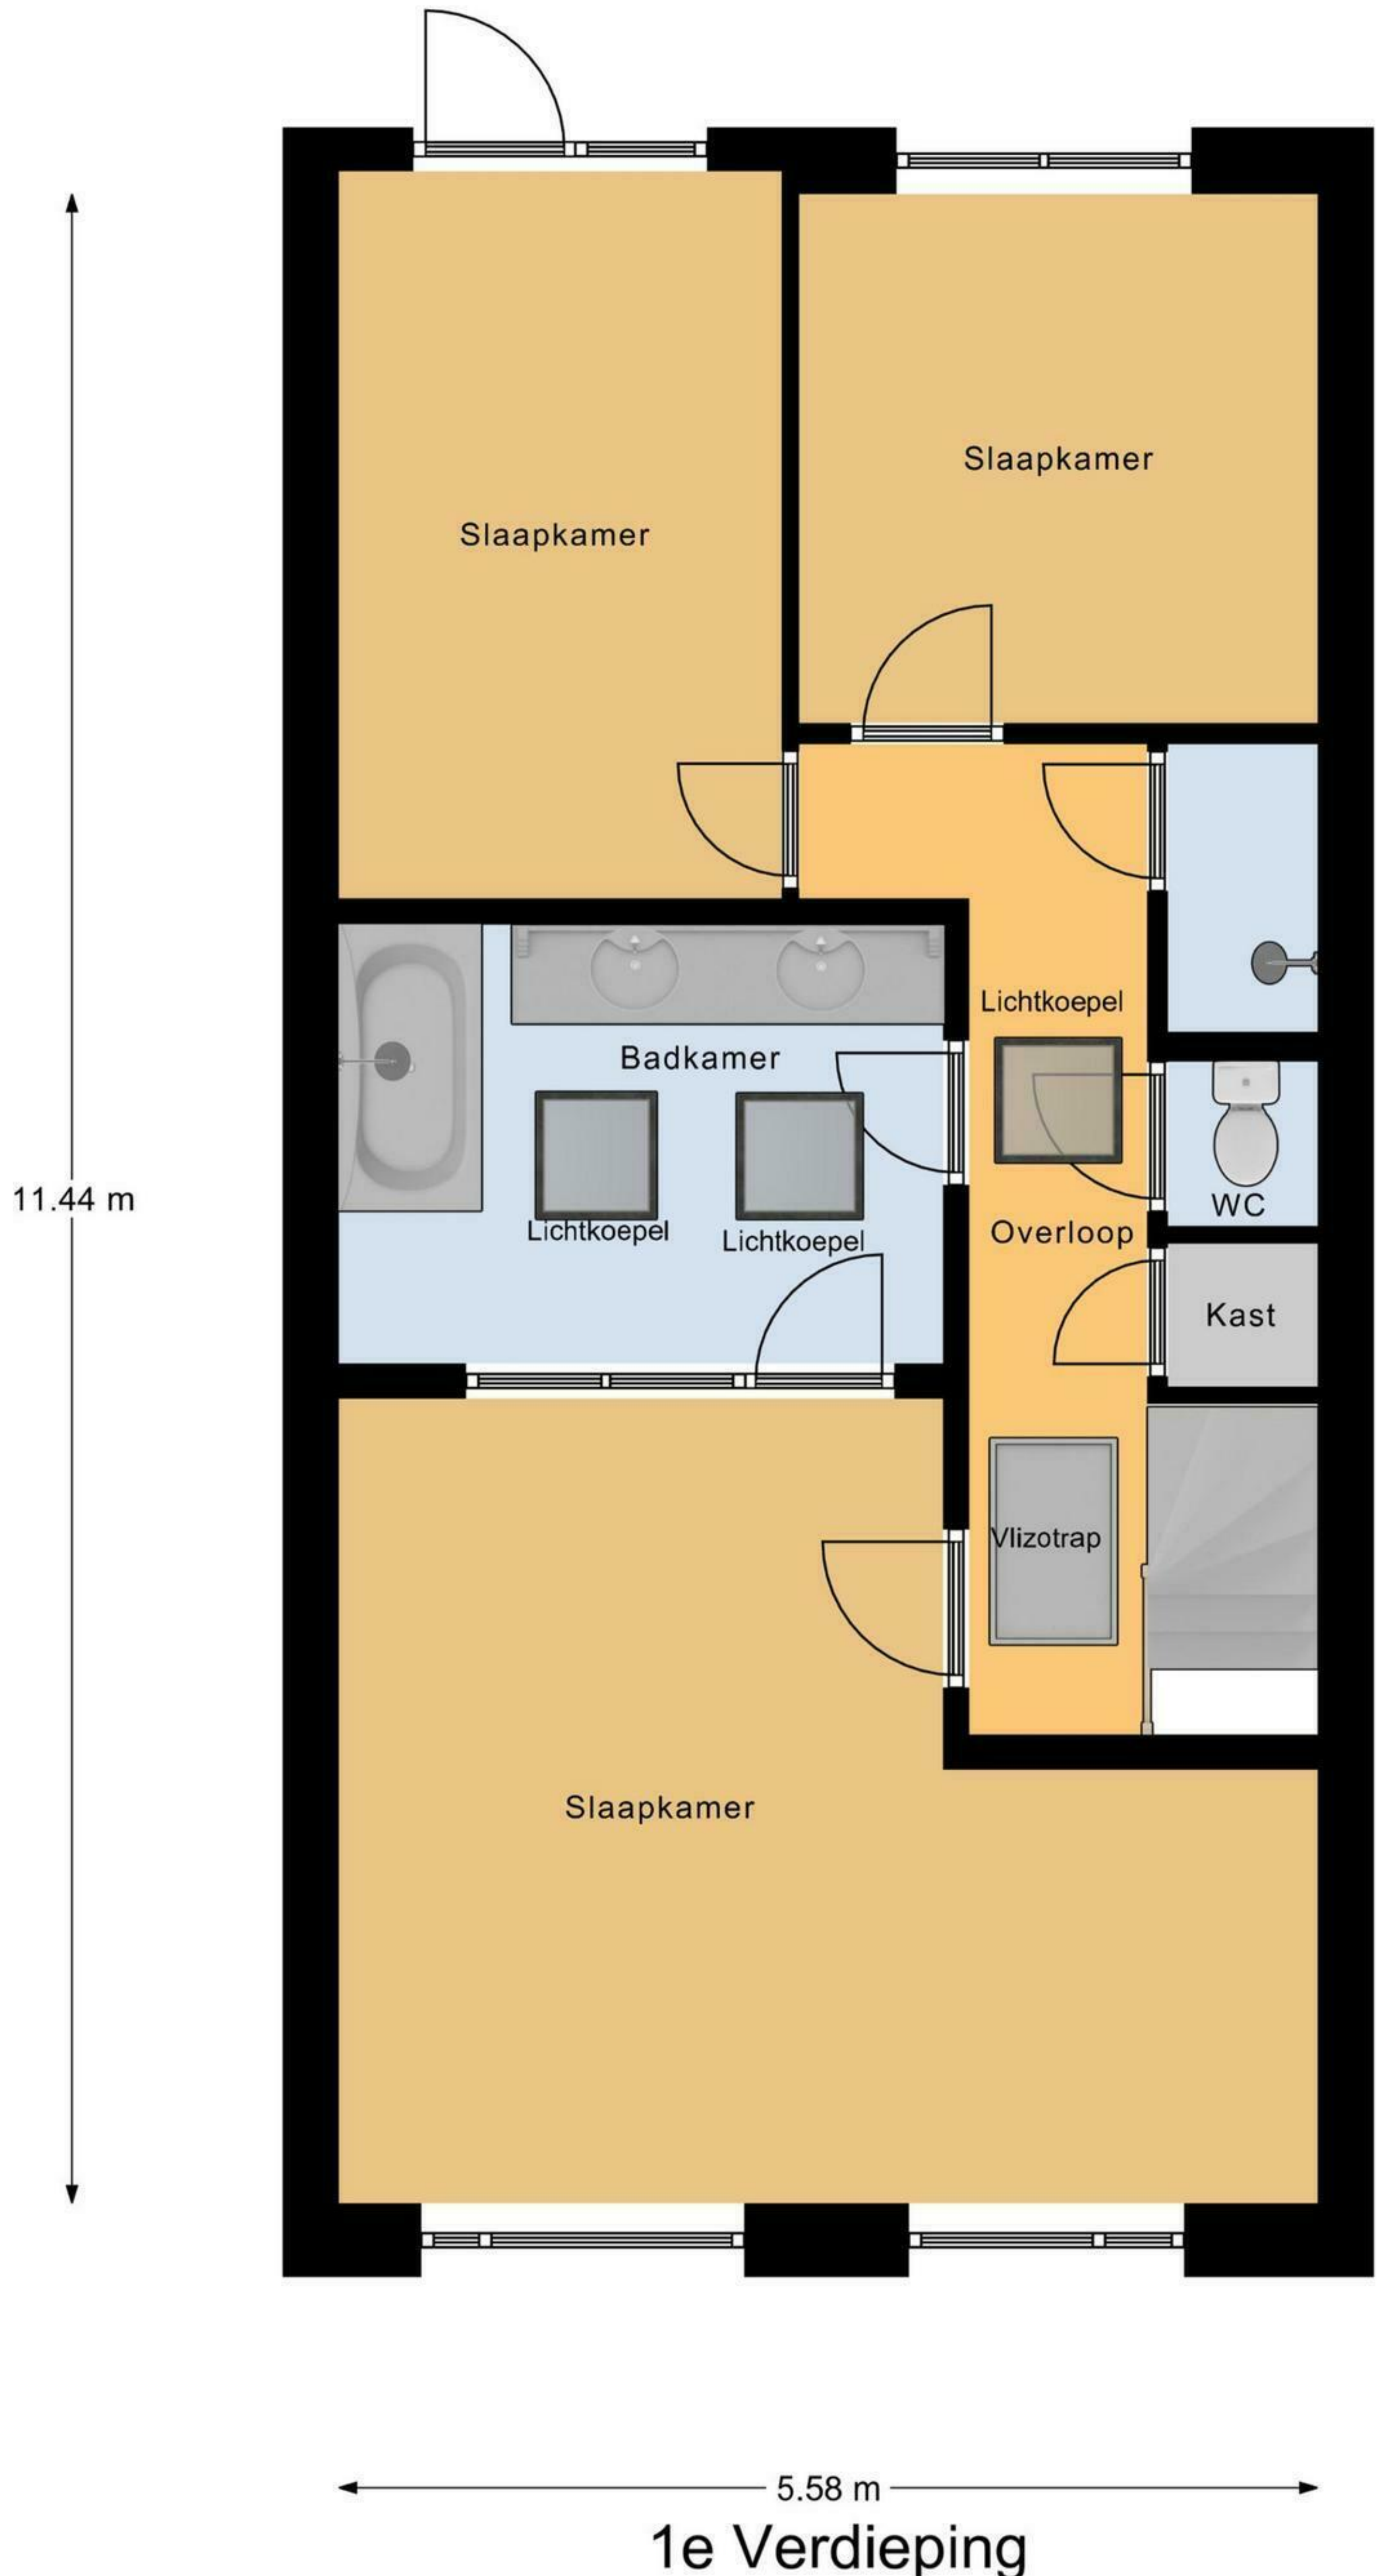 Slaapkamer
Slaapkamer
Lichtkoepel
Badkamer
11.44 m
WC
Lichtkoepel
Lichtkoepel
Overloop
Kast
Vlizotrap
Slaapkamer
5.58 m
1e Verdieping